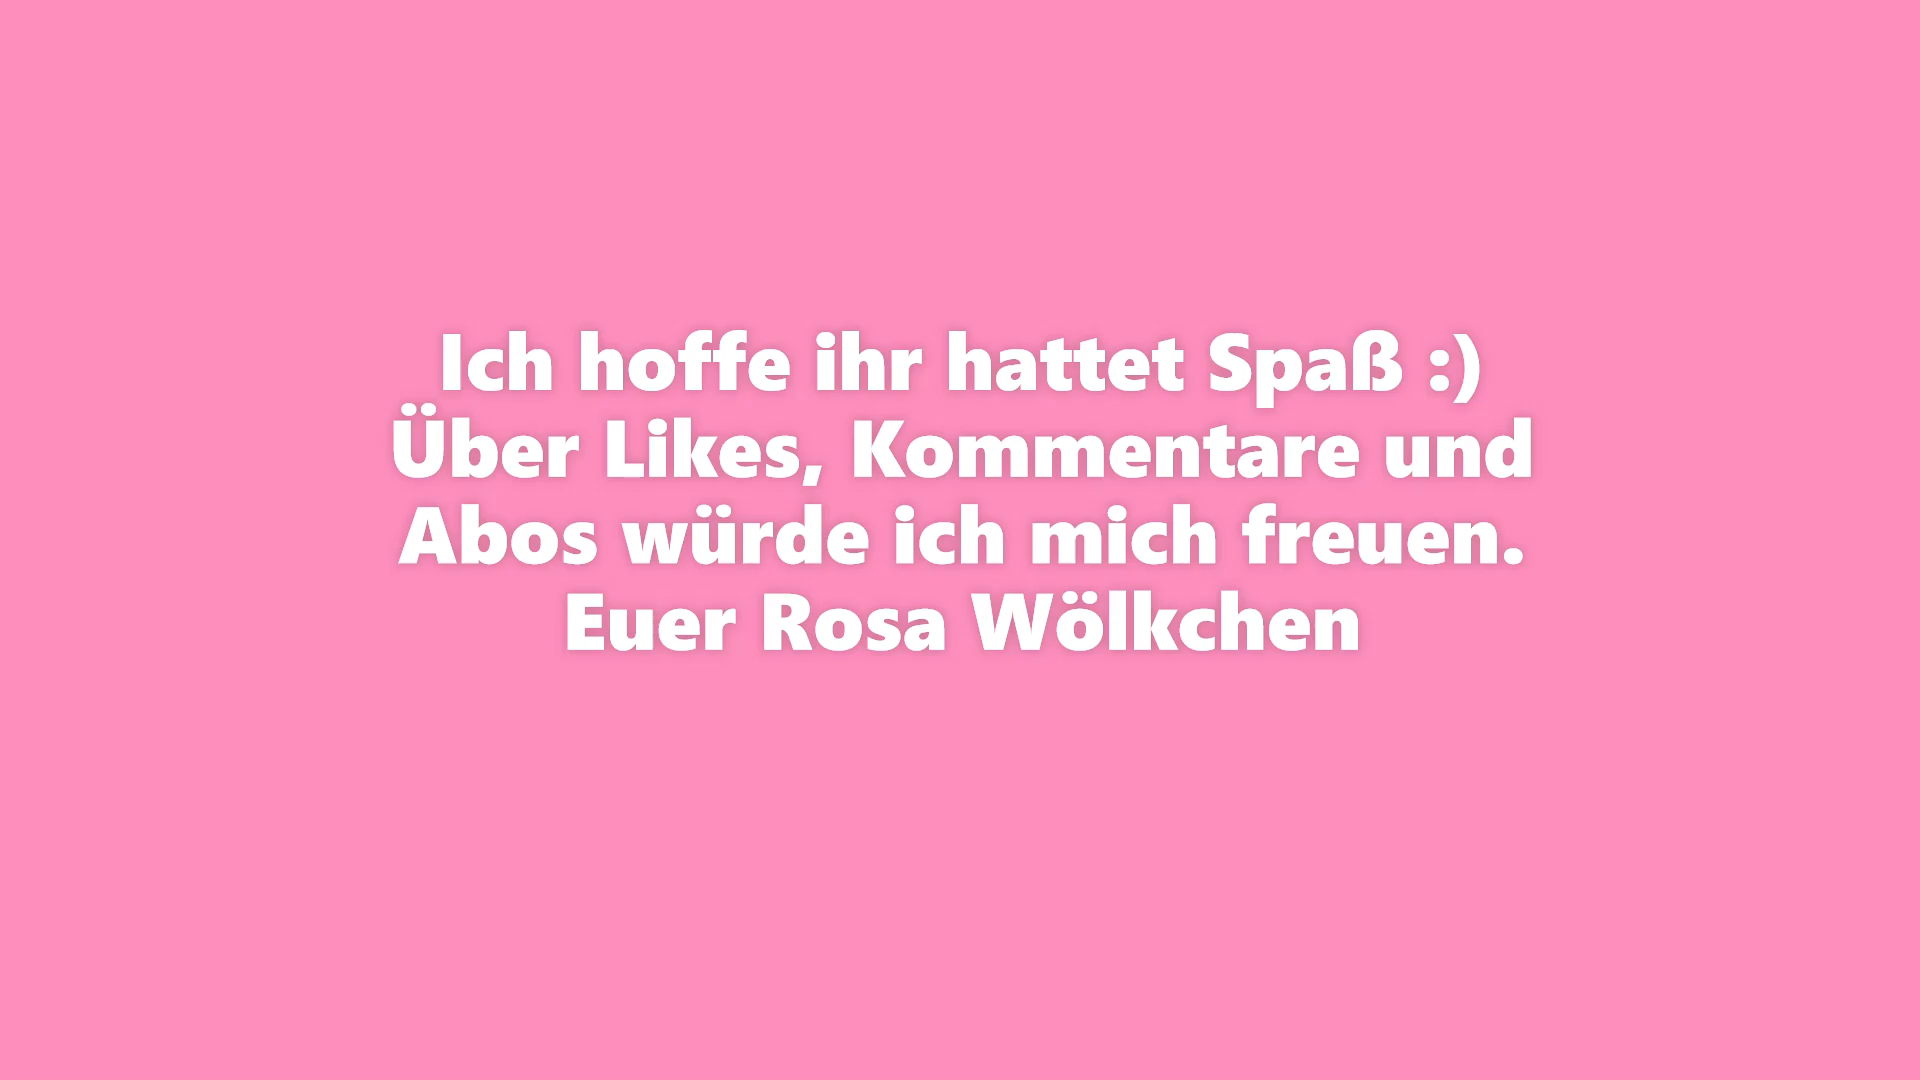 Ich hoffe ihr hattet Spaß :)
Über Likes, Kommentare und
Abos würde ich mich freuen.
Euer Rosa Wölkchen